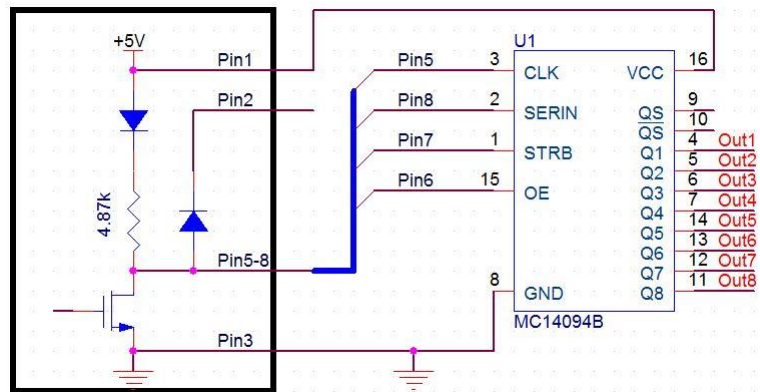 U1
+5V
Pin1
Pin2
4.87k
Pin5-8
Pin3
Pin5 3 CLK VCC 16
Pin8 2 SERIN QS 9
QS 10
Pin7 1 STRB Q1 4 Out1
Q2 5 Out2
Pin6 15 OE Q3 6 Out3
Q4 7 Out4
Q5 14 Out5
Q6 13 Out6
Q7 12 Out7
8 GND Q8 11 Out8
MC14094B